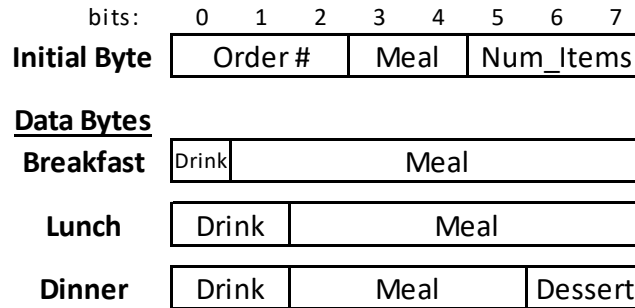 bits: 0 1 2 3 4 5 6 7
Initial Byte Order # Meal Num_Items
Data Bytes
Breakfast Drink Meal
Lunch Drink Meal
Dinner Drink Meal Dessert